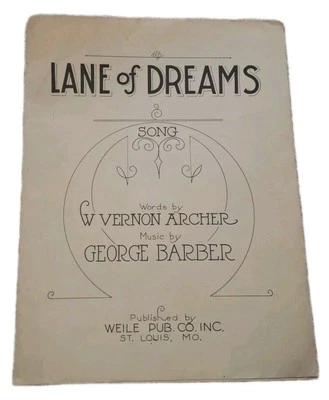 LANE of DREAMS
SONG
Words by
W VERNON ARCHER
Music by
GEORGE BARBER
Published by
WEILE PUB. CO. INC.
ST. LOUIS, MO.